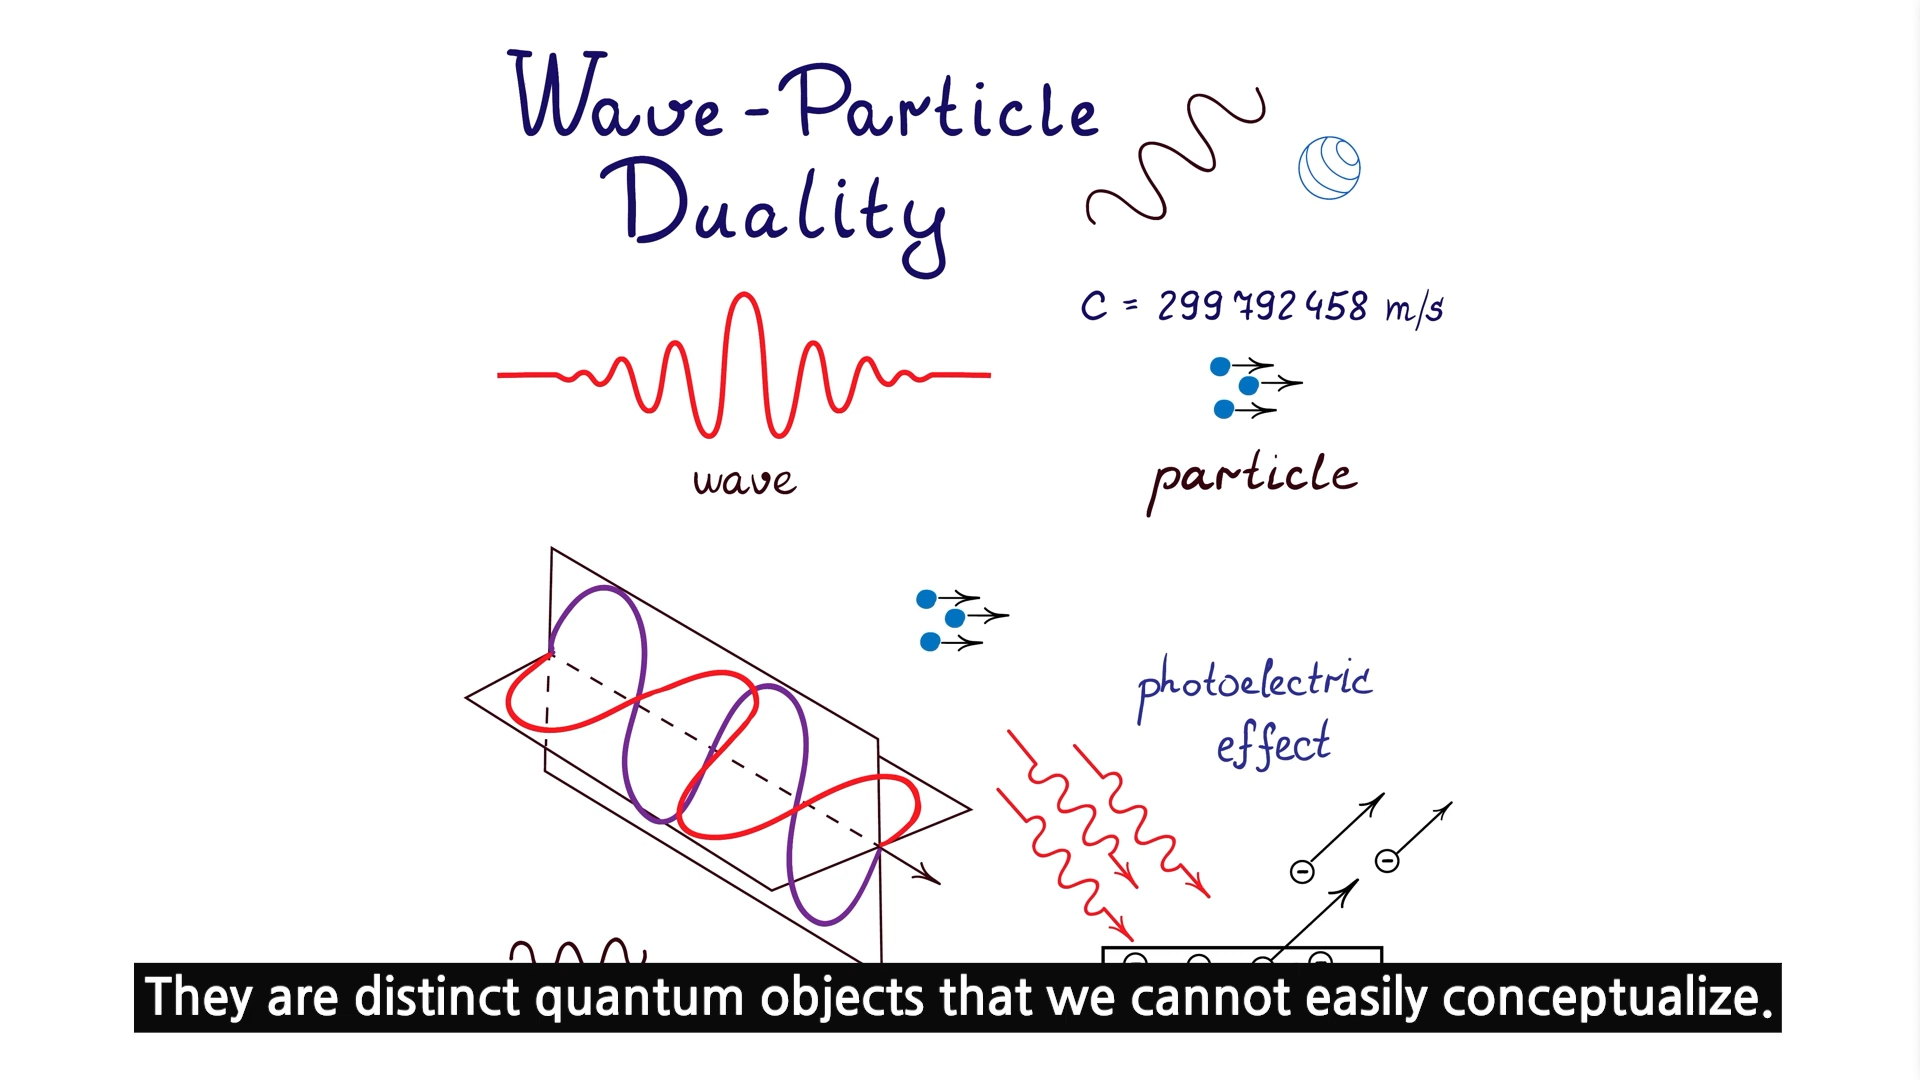 Wave-Particle
Duality
C = 299 792 458 m/s
wave
particle
photoelectric
effect
They are distinct quantum objects that we cannot easily conceptualize.